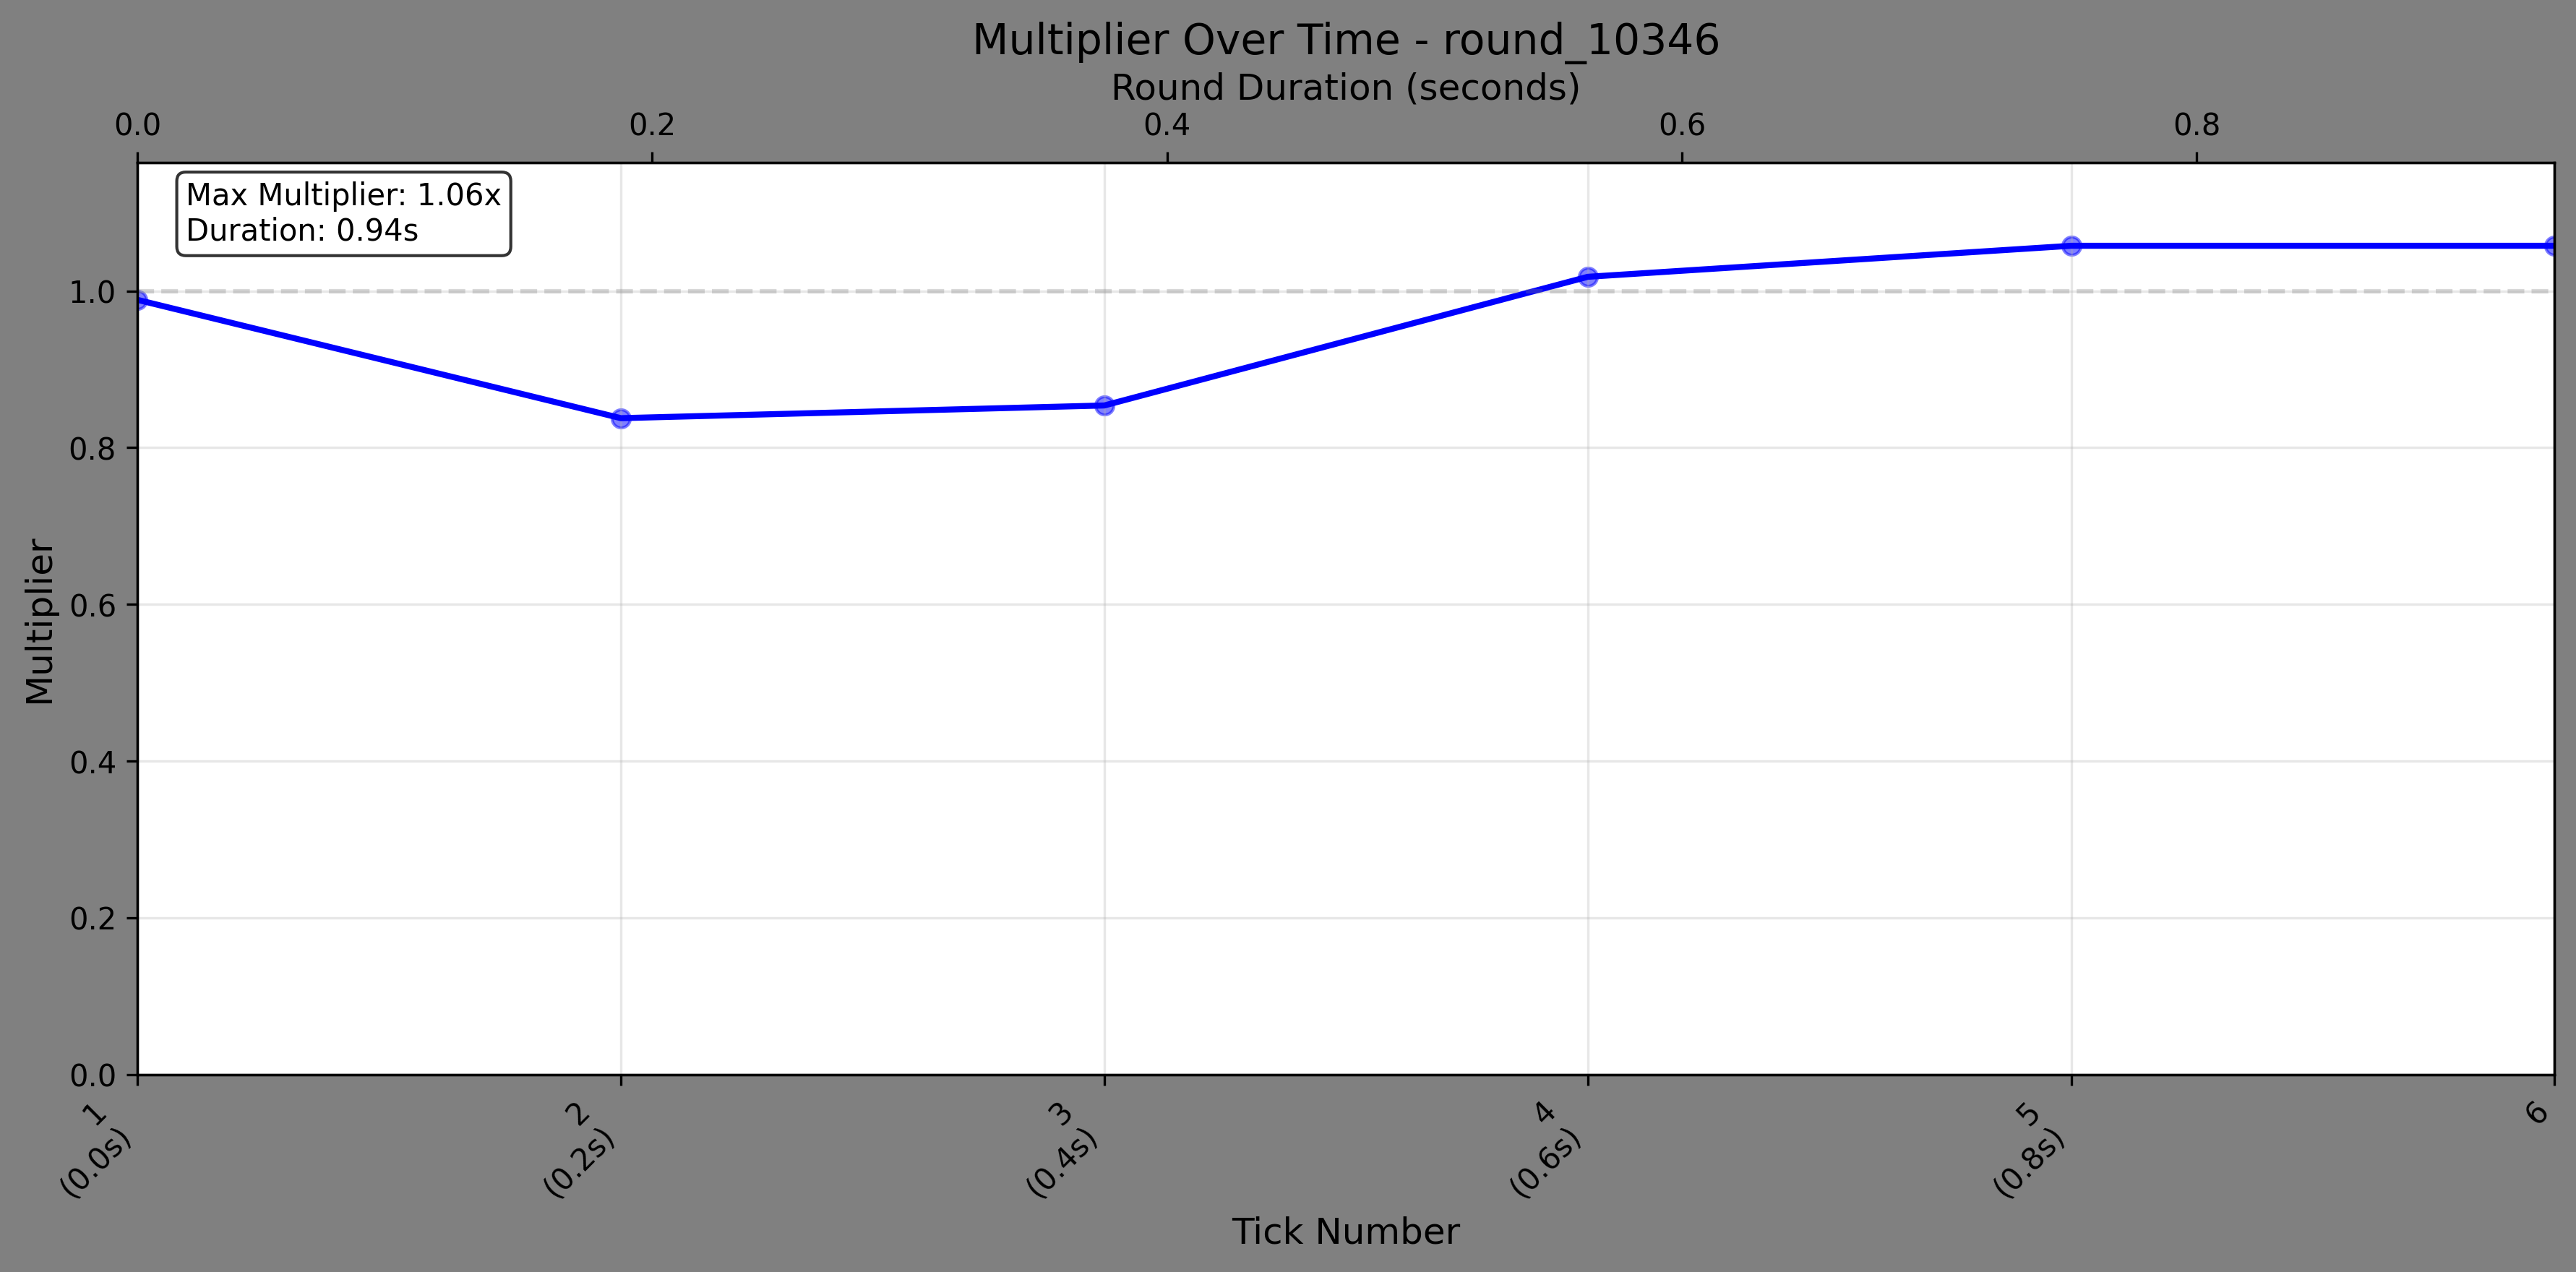 Multiplier Over Time - round_10346
Round Duration (seconds)
0.0 0.2 0.4 0.6 0.8
Max Multiplier: 1.06x
Duration: 0.94s
Multiplier
1.0
0.8
0.6
0.4
0.2
0.0
1 2 3 4 5 6
(0.0s) (0.2s) (0.4s) (0.6s) (0.8s)
Tick Number